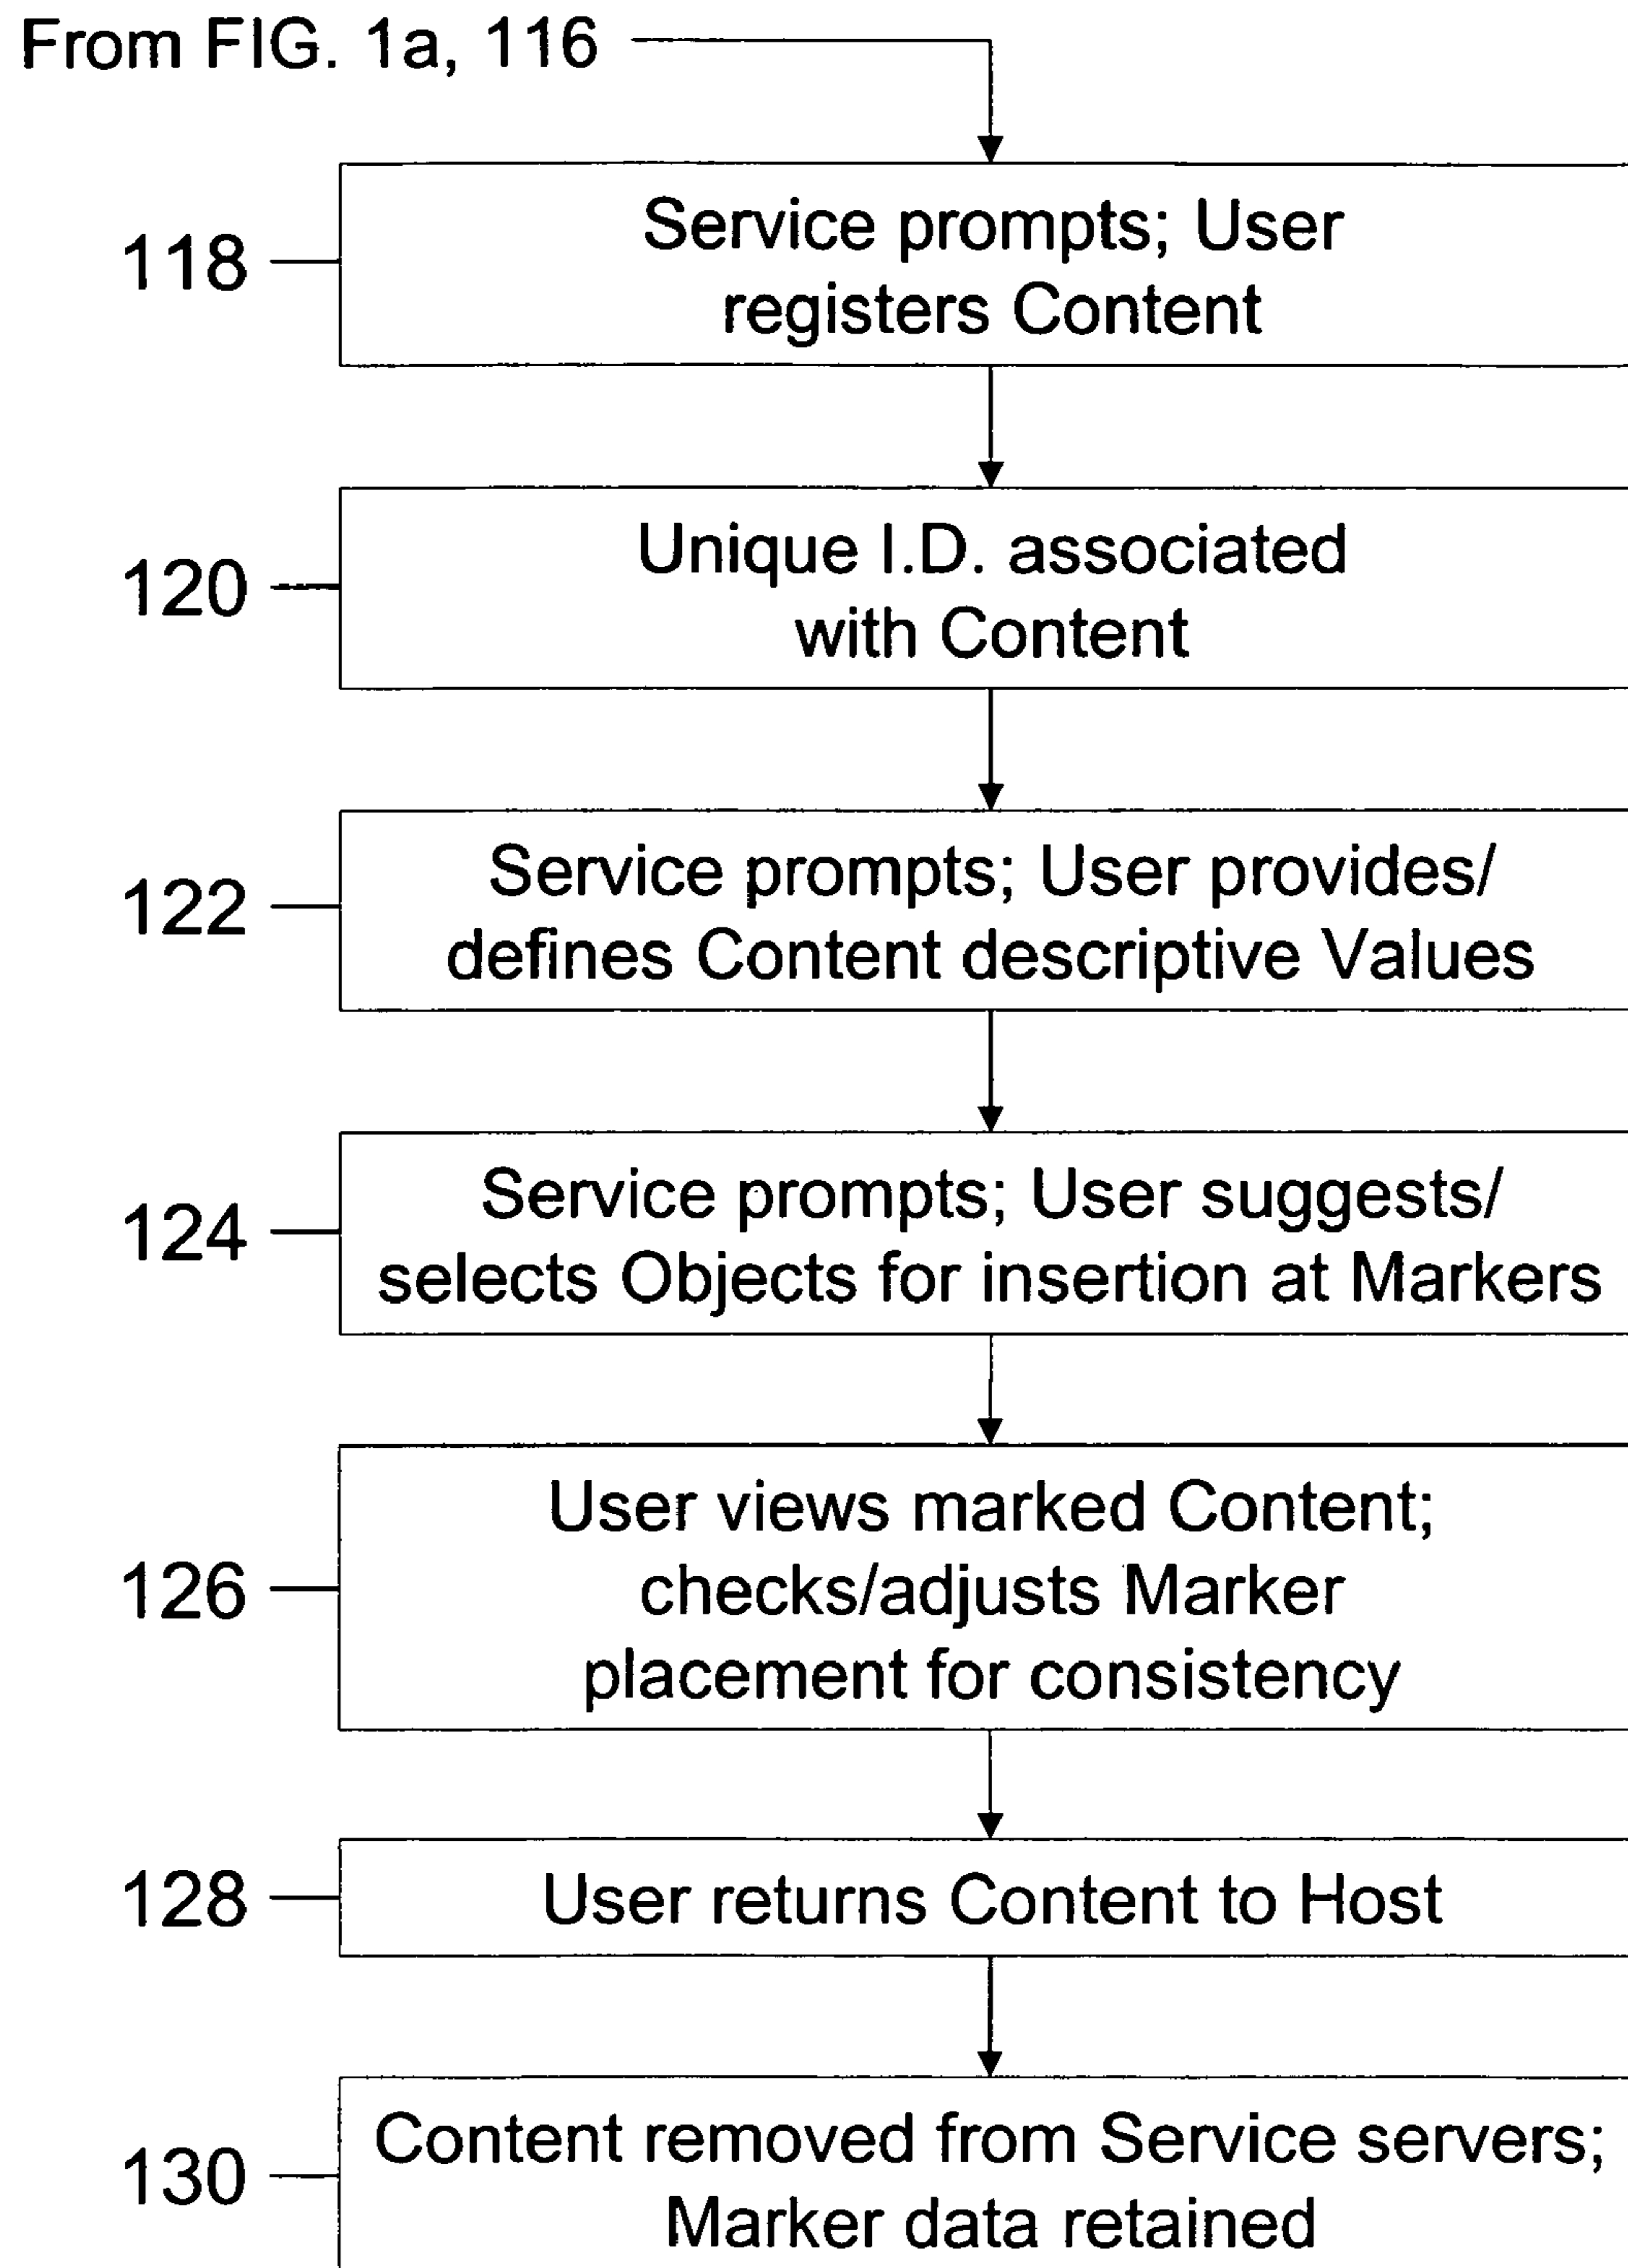 From FIG. 1a, 116
118
Service prompts; User
registers Content
120
Unique I.D. associated
with Content
122
Service prompts; User provides/
defines Content descriptive Values
124
Service prompts; User suggests/
selects Objects for insertion at Markers
126
User views marked Content;
checks/adjusts Marker
placement for consistency
128
User returns Content to Host
130
Content removed from Service servers;
Marker data retained